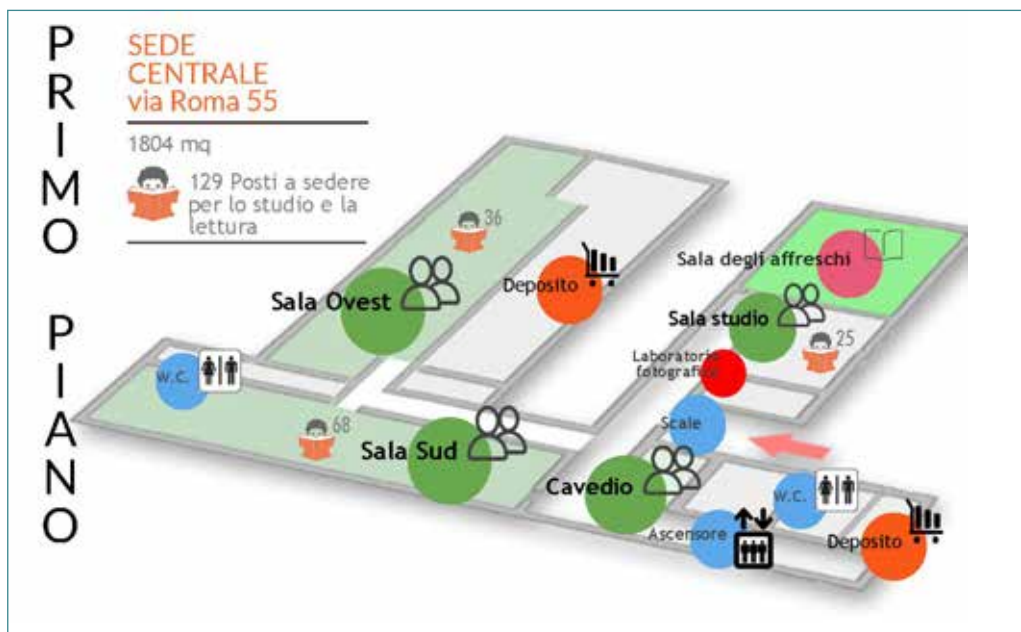 PRIMO PIANO
SEDE
CENTRALE
via Roma 55
1804 mq
129 Posti a sedere
per lo studio e la
lettura
36
Sala Ovest
Deposito
Sala degli affreschi
Sala studio
25
Laboratorio
fotografico
w.c.
68
Sala Sud
Scale
Cavedio
w.c.
Ascensore
Deposito